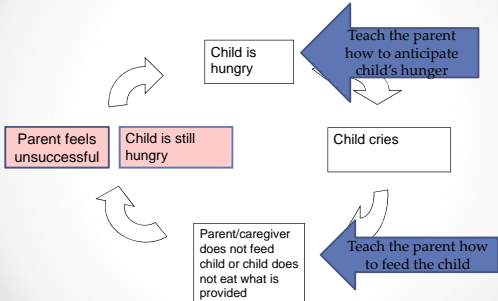 Child is
hungry
Teach the parent
how to anticipate
child's hunger
Parent feels
unsuccessful
Child is still
hungry
Child cries
Parent/caregiver
does not feed
child or child does
not eat what is
provided
Teach the parent how
to feed the child